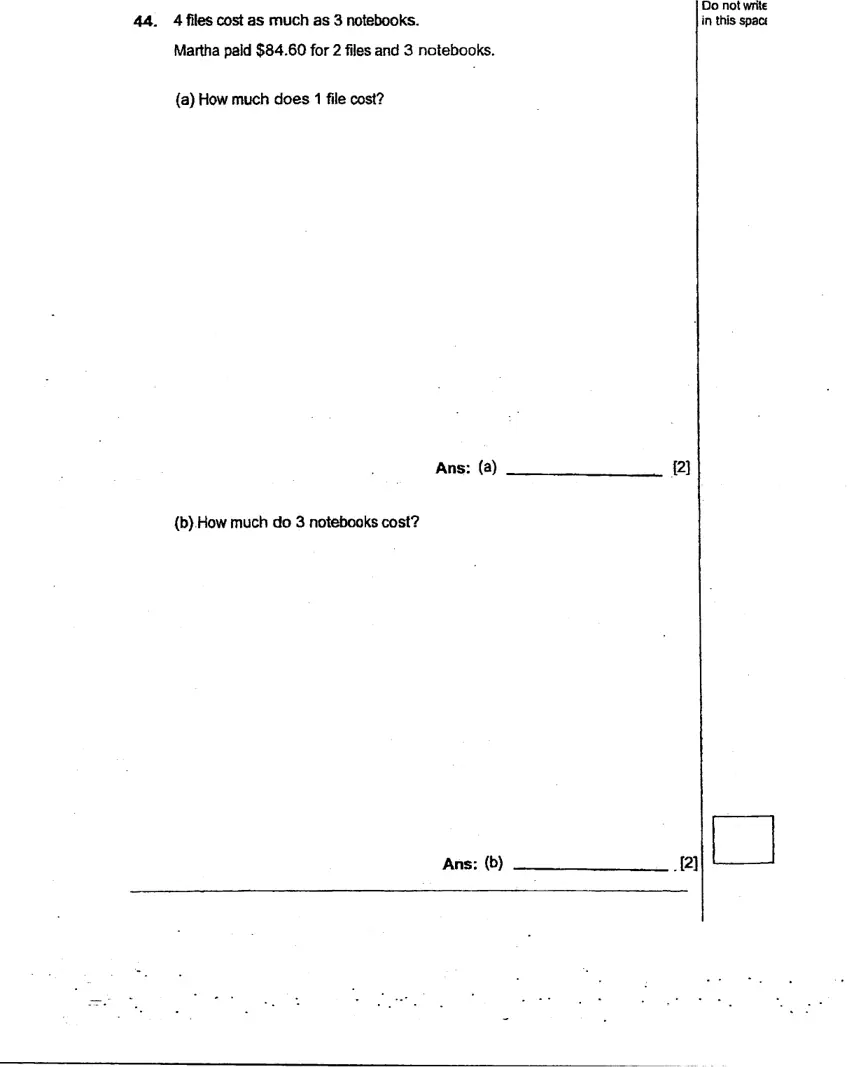 Do not write
in this space
44. 4 files cost as much as 3 notebooks.
Martha paid $84.60 for 2 files and 3 notebooks.
(a) How much does 1 file cost?
Ans: (a) ______________ [2]
(b) How much do 3 notebooks cost?
Ans: (b) ______________ [2]